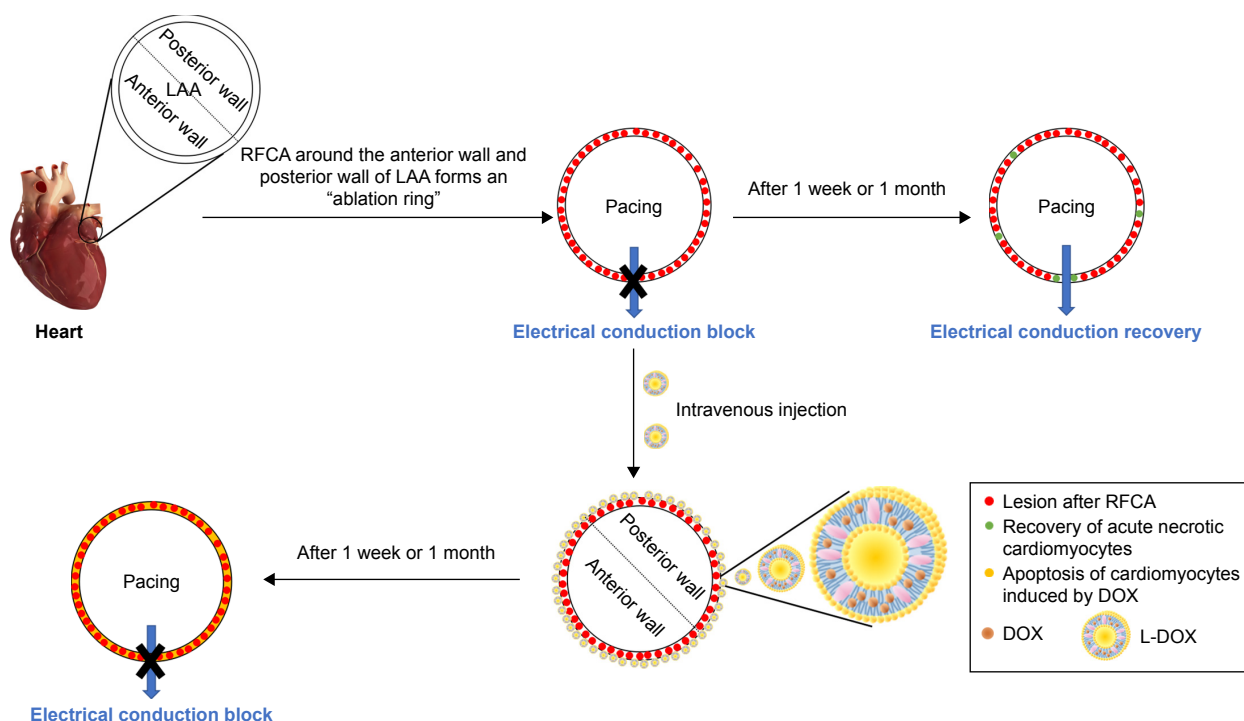 Posterior wall
LAA
Anterior wall
Heart
RFCA around the anterior wall and
posterior wall of LAA forms an
“ablation ring”
Pacing
Electrical conduction block
After 1 week or 1 month
Pacing
Electrical conduction recovery
Intravenous injection
Posterior wall
Anterior wall
After 1 week or 1 month
Pacing
Electrical conduction block
Lesion after RFCA
Recovery of acute necrotic
cardiomyocytes
Apoptosis of cardiomyocytes
induced by DOX
DOX
L-DOX